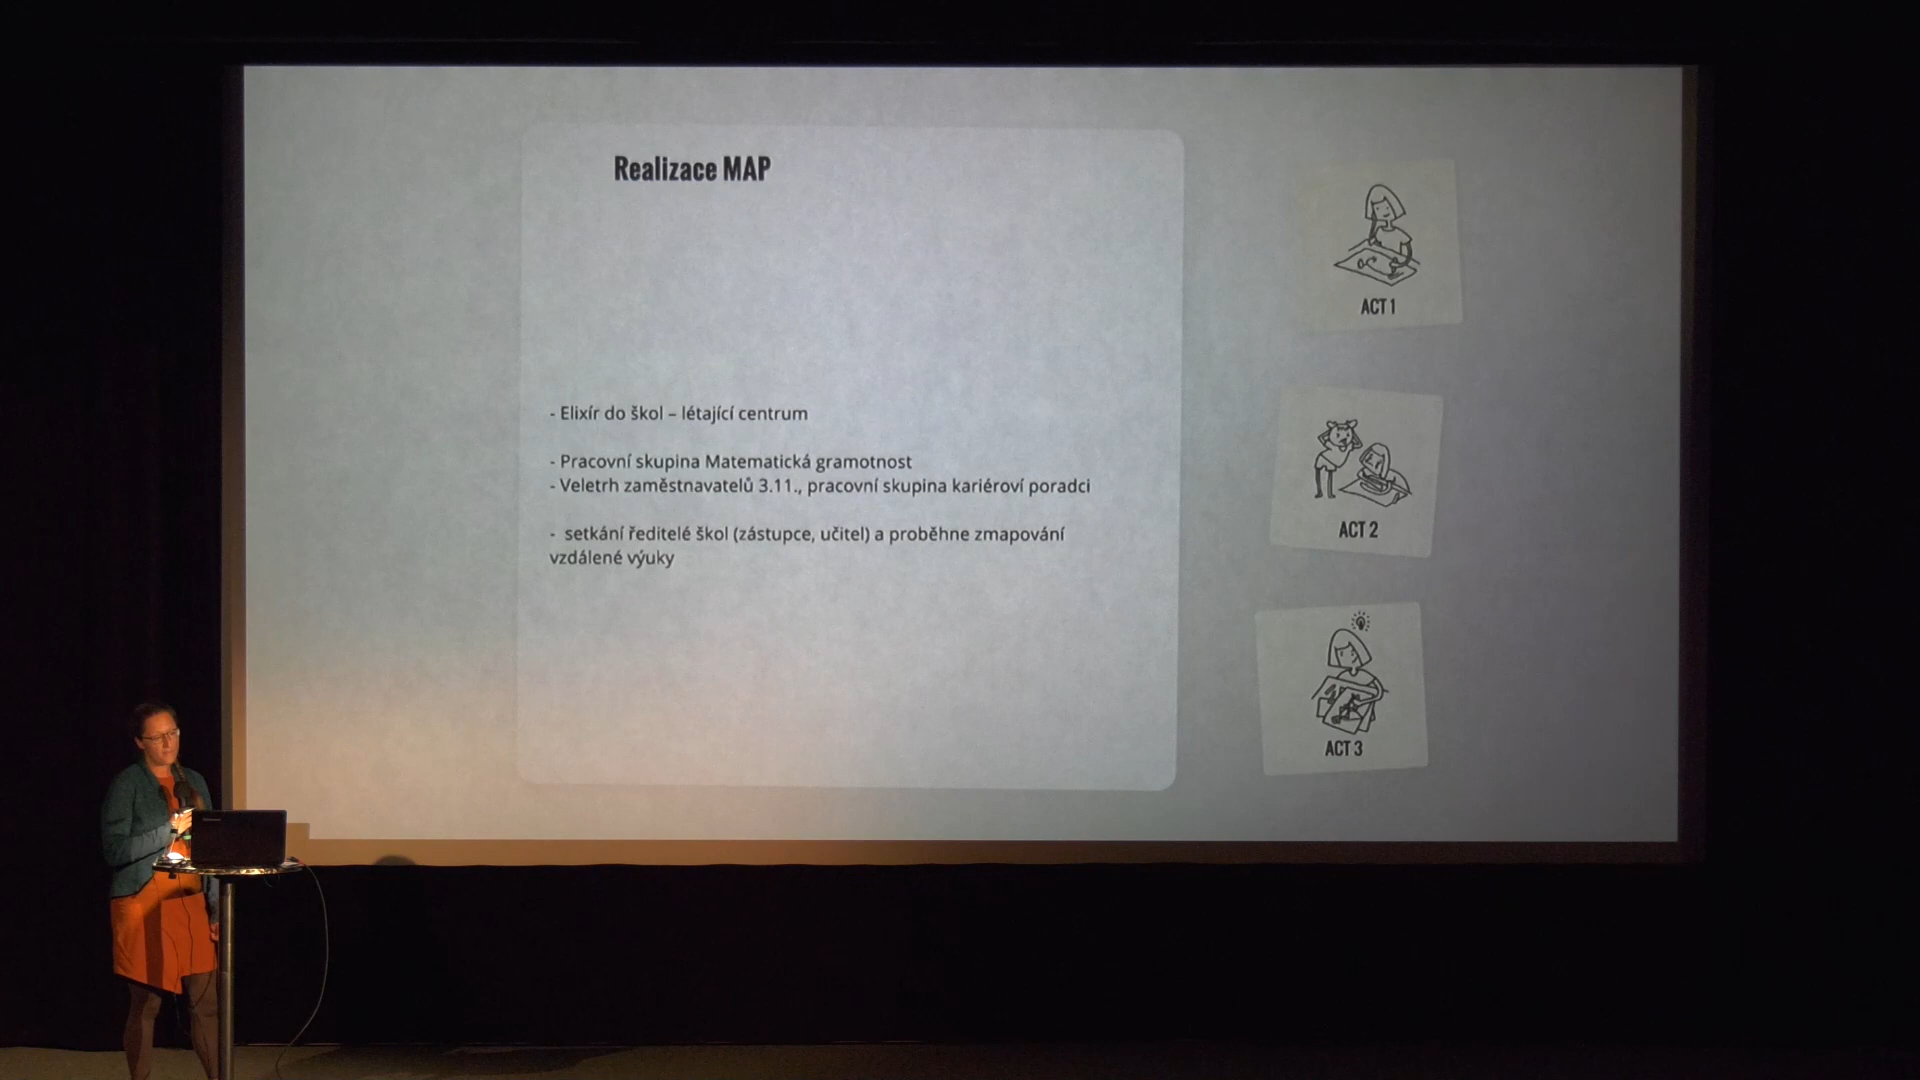 Realizace MAP
- Elixír do škol – létající centrum
- Pracovní skupina Matematická gramotnost
- Veletrh zaměstnavatelů 3.11., pracovní skupina kariéroví poradci
- setkání ředitelé škol (zástupce, učitel) a proběhne zmapování
vzdálené výuky
ACT 1
ACT 2
ACT 3